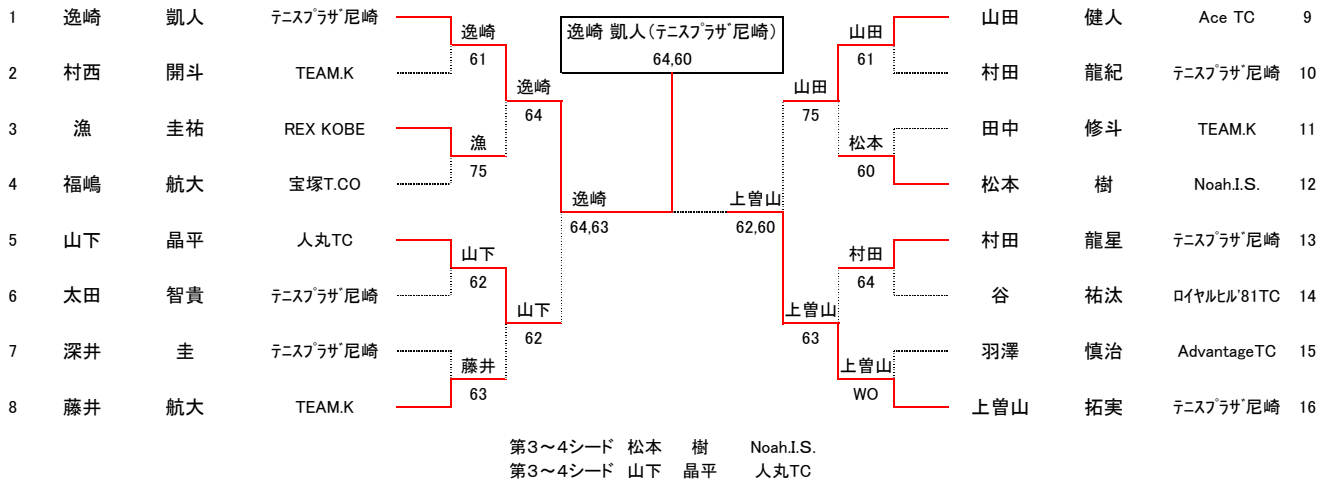 1 逸崎 凱人 テニスプラザ尼崎
2 村西 開斗 TEAM.K
3 漁 圭祐 REX KOBE
4 福嶋 航大 宝塚T.CO
5 山下 晶平 人丸TC
6 太田 智貴 テニスプラザ尼崎
7 深井 圭 テニスプラザ尼崎
8 藤井 航大 TEAM.K
逸崎
61
漁
75
山下
62
藤井
63
逸崎
64
山下
62
逸崎
64,63
逸崎 凱人(テニスプラザ尼崎)
64,60
上曽山
62,60
山田
75
上曽山
63
山田
61
松本
60
村田
64
上曽山
WO
山田 健人 Ace TC 9
村田 龍紀 テニスプラザ尼崎 10
田中 修斗 TEAM.K 11
松本 樹 Noah.I.S. 12
村田 龍星 テニスプラザ尼崎 13
谷 祐汰 ロイヤルヒル'81TC 14
羽澤 慎治 AdvantageTC 15
上曽山 拓実 テニスプラザ尼崎 16
第3~4シード 松本 樹 Noah.I.S.
第3~4シード 山下 晶平 人丸TC